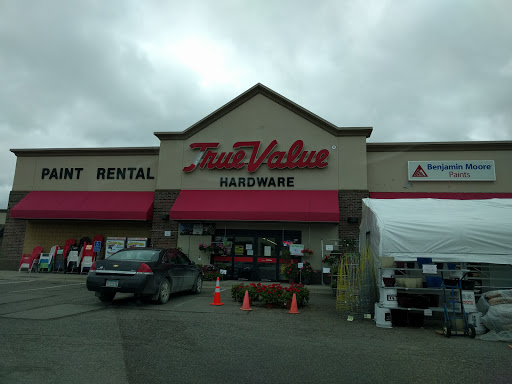 PAINT RENTAL
True Value
HARDWARE
Benjamin Moore
Paints